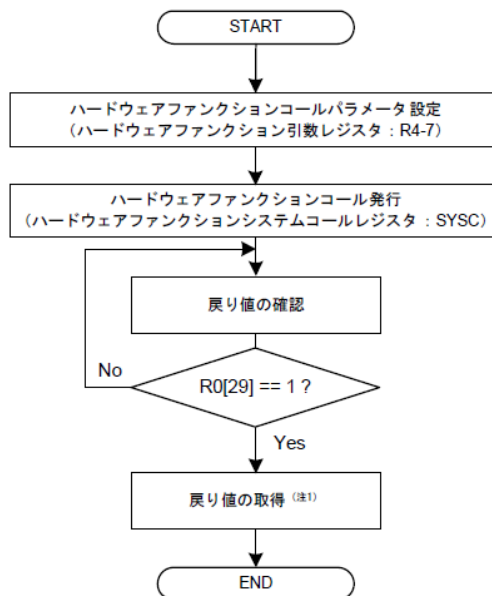 START
ハードウェアファンクションコールパラメータ設定
（ハードウェアファンクション引数レジスタ：R4-7）
ハードウェアファンクションコール発行
（ハードウェアファンクションシステムコールレジスタ：SYSC）
戻り値の確認
No
R0[29] == 1 ?
Yes
戻り値の取得（注1）
END